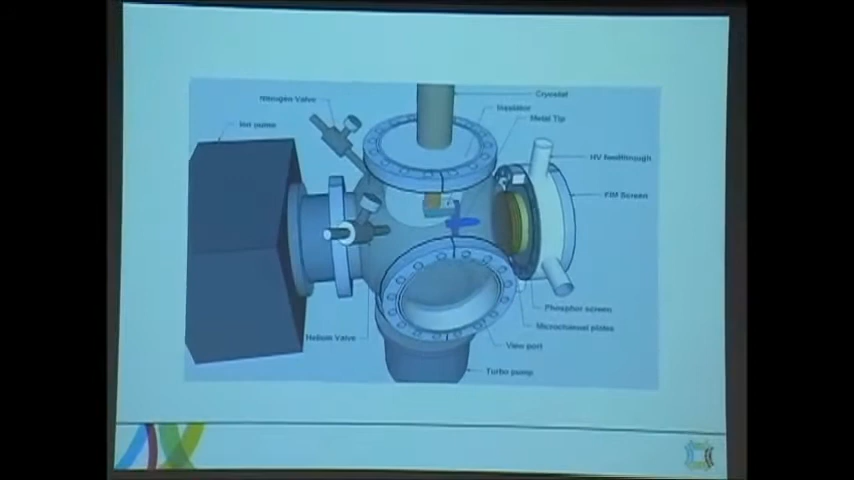 Cryostat
Nitrogen Valve
Insulator
Metal Tip
Ion pump
HV feedthrough
FIM Screen
Phosphor screen
Microchannel plates
Helium Valve
View port
Turbo pump